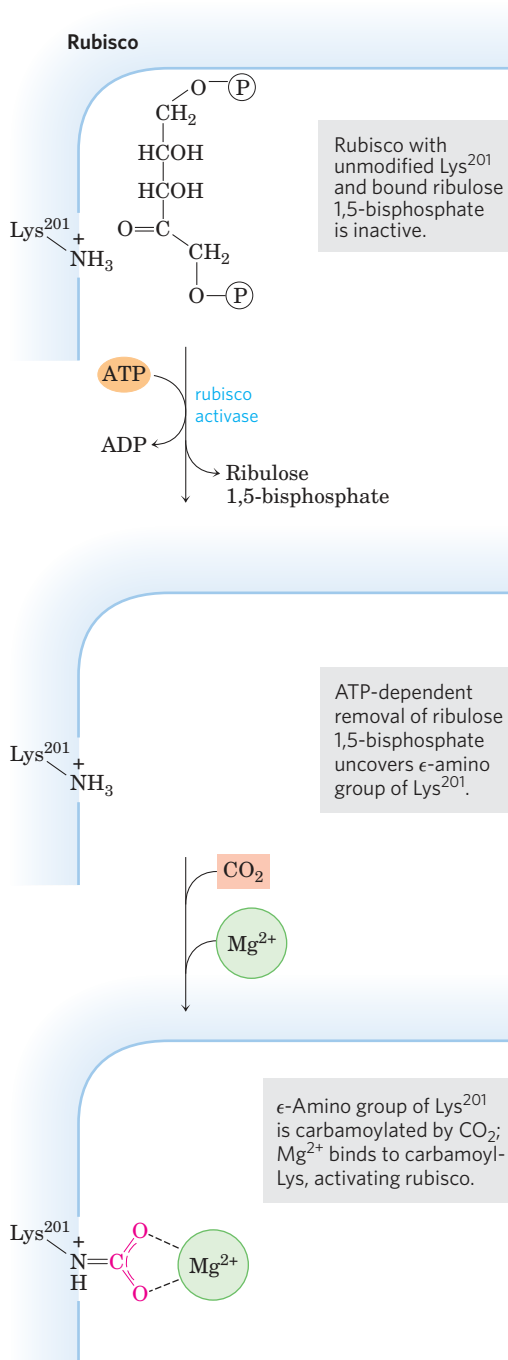 Rubisco
O—Ⓟ
CH₂
HCOH
HCOH
O=C
CH₂
O—Ⓟ
Lys²⁰¹
+
NH₃
Rubisco with
unmodified Lys²⁰¹
and bound ribulose
1,5-bisphosphate
is inactive.
ATP
rubisco
activase
ADP
Ribulose
1,5-bisphosphate
Lys²⁰¹
+
NH₃
ATP-dependent
removal of ribulose
1,5-bisphosphate
uncovers ϵ-amino
group of Lys²⁰¹.
CO₂
Mg²⁺
ϵ-Amino group of Lys²⁰¹
is carbamoylated by CO₂;
Mg²⁺ binds to carbamoyl-
Lys, activating rubisco.
Lys²⁰¹
+
O
N=C
H
O
Mg²⁺